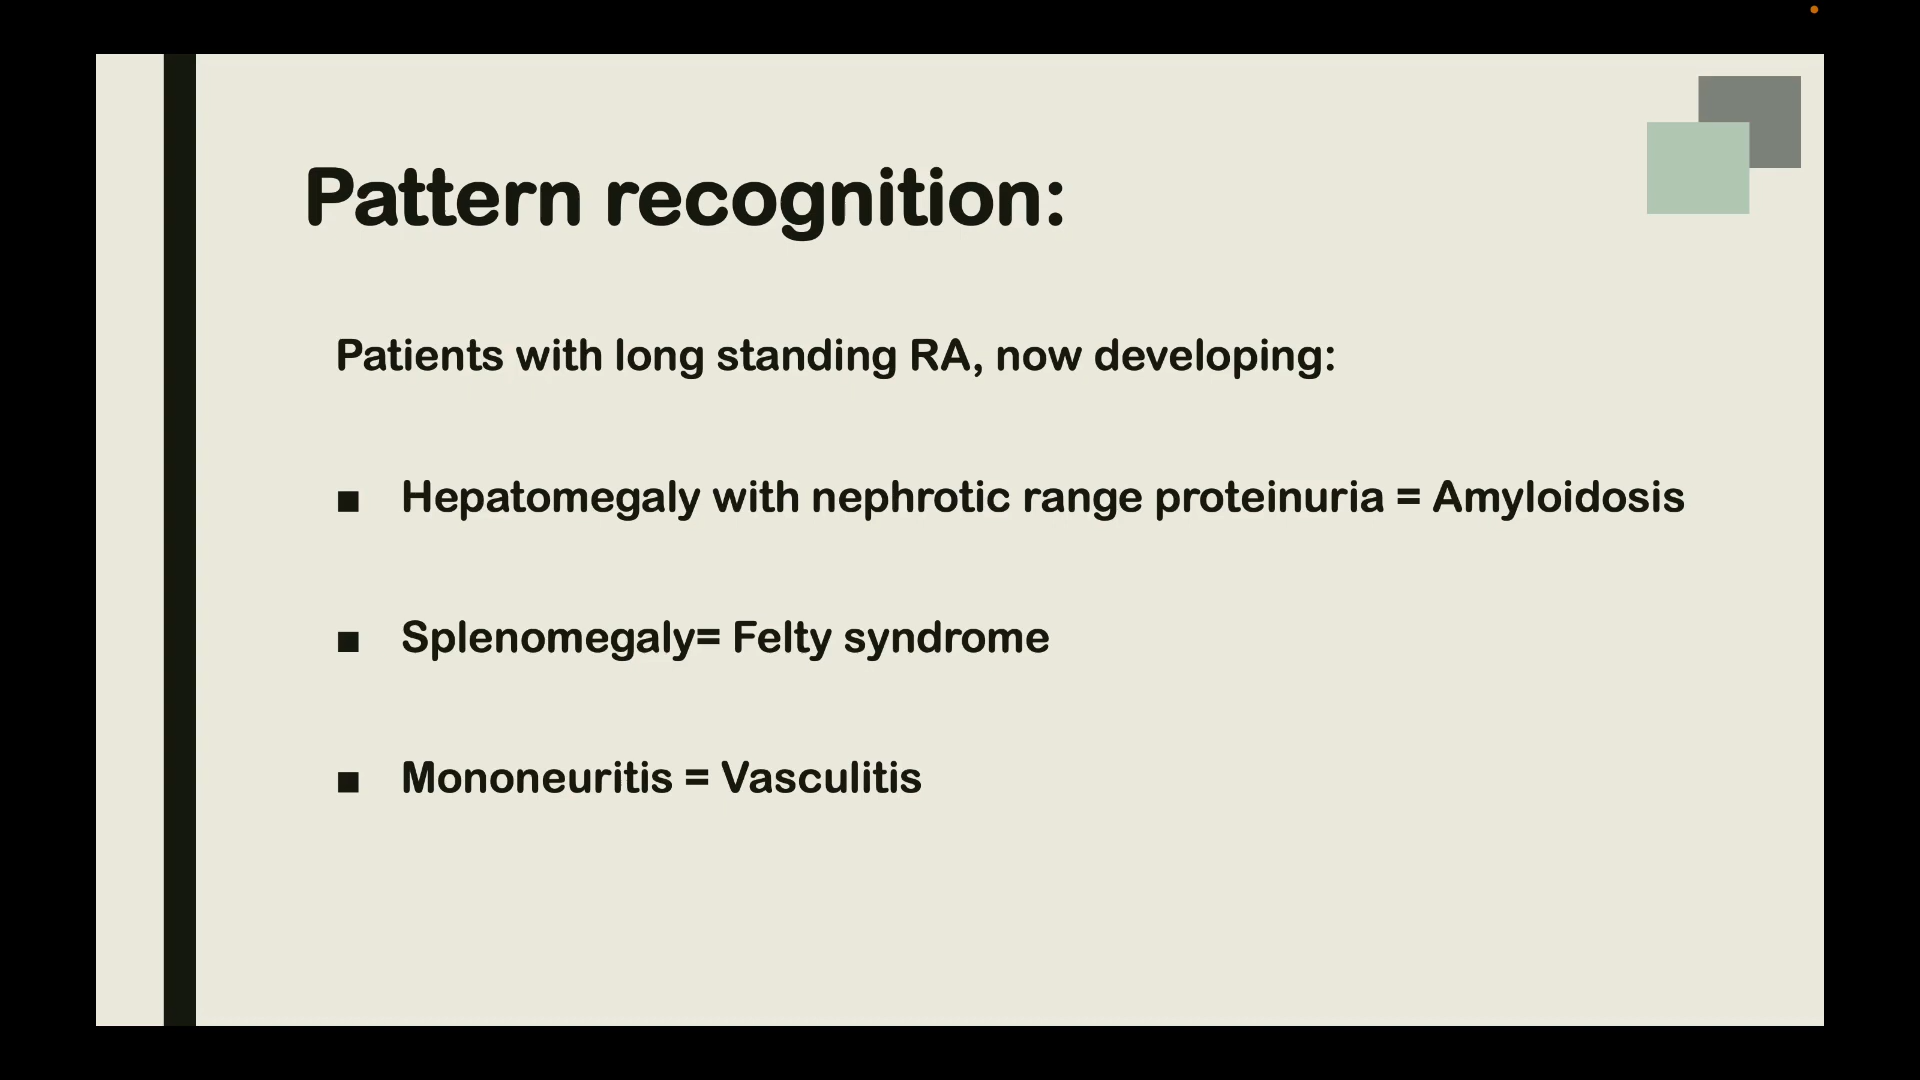 Pattern recognition:
Patients with long standing RA, now developing:
■ Hepatomegaly with nephrotic range proteinuria = Amyloidosis
■ Splenomegaly= Felty syndrome
■ Mononeuritis = Vasculitis